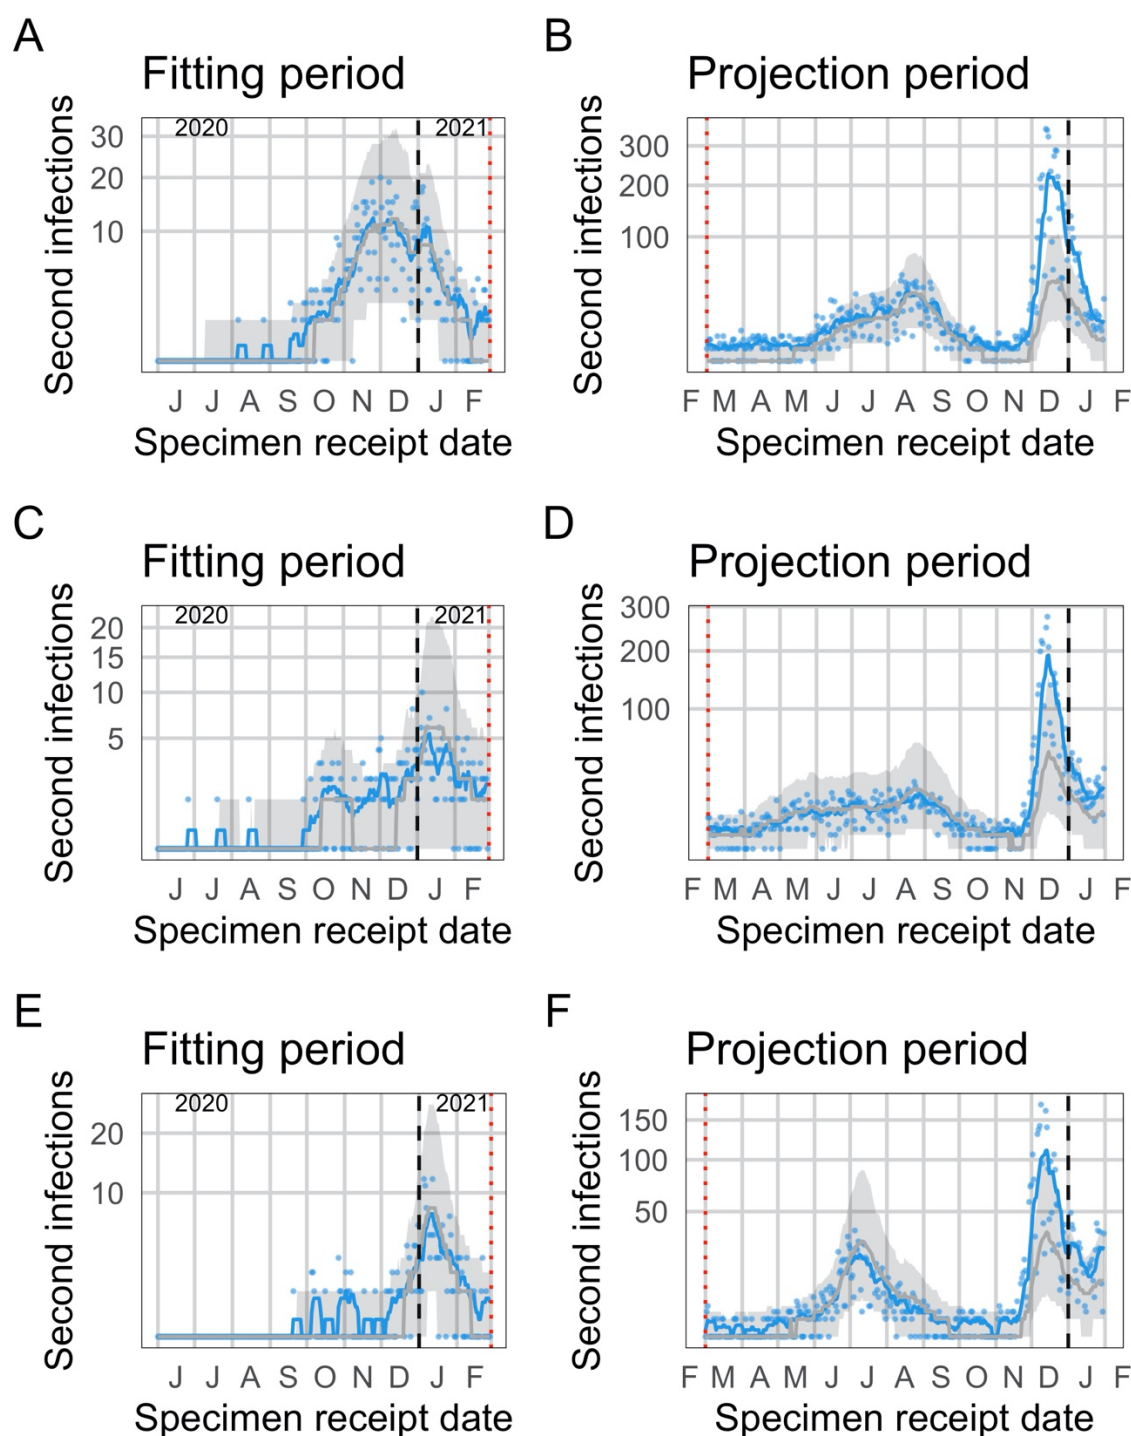 A
Fitting period
Second infections
30
20
10
2020
2021
J J A S O N D J F
Specimen receipt date
B
Projection period
Second infections
300
200
100
F M A M J J A S O N D J F
Specimen receipt date
C
Fitting period
Second infections
20
15
10
5
2020
2021
J J A S O N D J F
Specimen receipt date
D
Projection period
Second infections
300
200
100
F M A M J J A S O N D J F
Specimen receipt date
E
Fitting period
Second infections
20
10
2020
2021
J J A S O N D J F
Specimen receipt date
F
Projection period
Second infections
150
100
50
F M A M J J A S O N D J F
Specimen receipt date